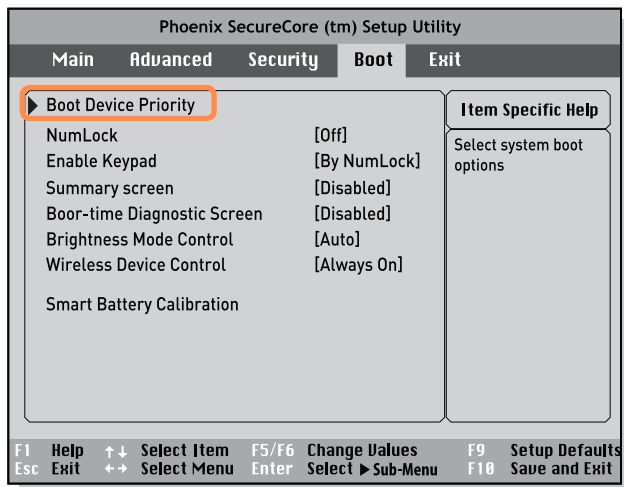 Phoenix SecureCore (tm) Setup Utility
Main Advanced Security Boot Exit
▶ Boot Device Priority
NumLock [Off]
Enable Keypad [By NumLock]
Summary screen [Disabled]
Boor-time Diagnostic Screen [Disabled]
Brightness Mode Control [Auto]
Wireless Device Control [Always On]
Smart Battery Calibration
Item Specific Help
Select system boot
options
F1 Help ↑↓ Select Item F5/F6 Change Values F9 Setup Defaults
Esc Exit ←→ Select Menu Enter Select ▶ Sub-Menu F10 Save and Exit